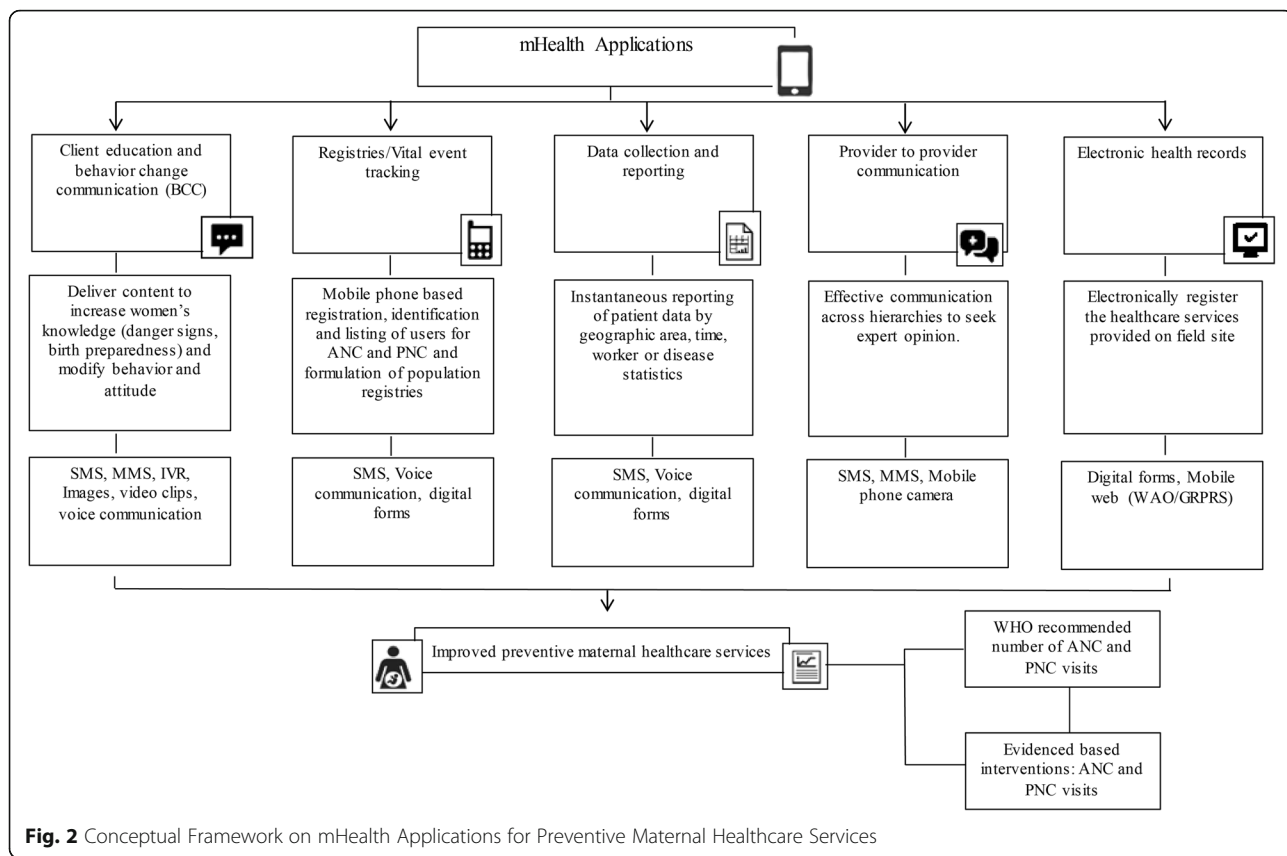 mHealth Applications
Client education and
behavior change
communication (BCC)
Registries/Vital event
tracking
Data collection and
reporting
Provider to provider
communication
Electronic health records
Deliver content to
increase women's
knowledge (danger signs,
birth preparedness) and
modify behavior and
attitude
Mobile phone based
registration, identification
and listing of users for
ANC and PNC and
formulation of population
registries
Instantaneous reporting
of patient data by
geographic area, time,
worker or disease
statistics
Effective communication
across hierarchies to seek
expert opinion.
Electronically register
the healthcare services
provided on field site
SMS, MMS, IVR,
Images, video clips,
voice communication
SMS, Voice
communication, digital
forms
SMS, Voice
communication, digital
forms
SMS, MMS, Mobile
phone camera
Digital forms, Mobile
web (WAO/GRPRS)
Improved preventive maternal healthcare services
WHO recommended
number of ANC and
PNC visits
Evidenced based
interventions: ANC and
PNC visits
Fig. 2 Conceptual Framework on mHealth Applications for Preventive Maternal Healthcare Services